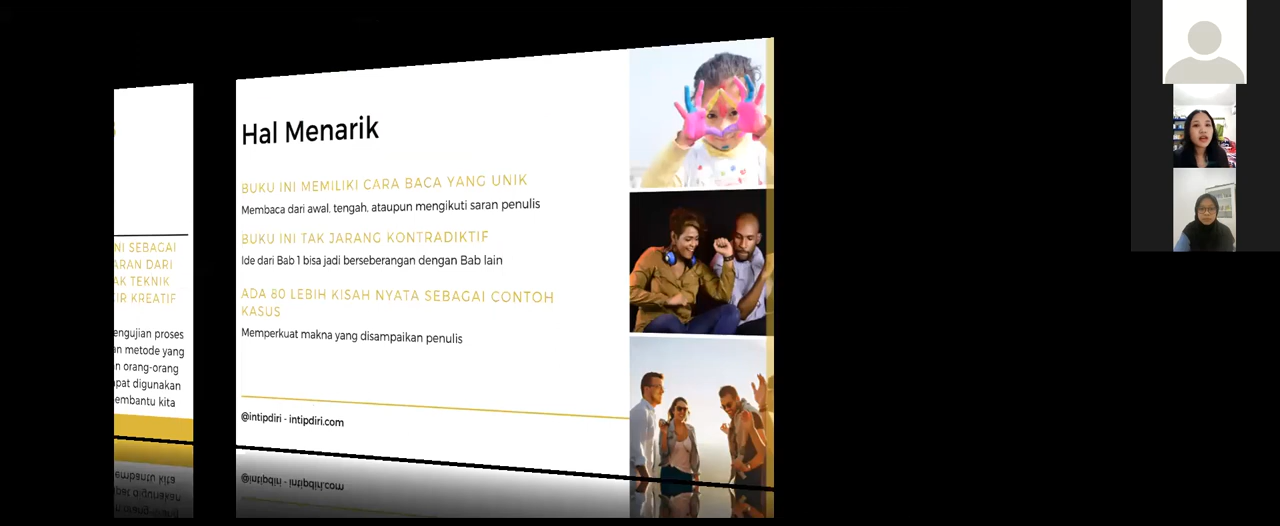 NI SEBAGAI
ARAN DARI
AK TEKNIK
IR KREATIF
engujian proses
an metode yang
n orang-orang
apat digunakan
embantu kita
Hal Menarik
BUKU INI MEMILIKI CARA BACA YANG UNIK
Membaca dari awal, tengah, ataupun mengikuti saran penulis
BUKU INI TAK JARANG KONTRADIKTIF
Ide dari Bab 1 bisa jadi berseberangan dengan Bab lain
ADA 80 LEBIH KISAH NYATA SEBAGAI CONTOH
KASUS
Memperkuat makna yang disampaikan penulis
@intipdiri - intipdiri.com